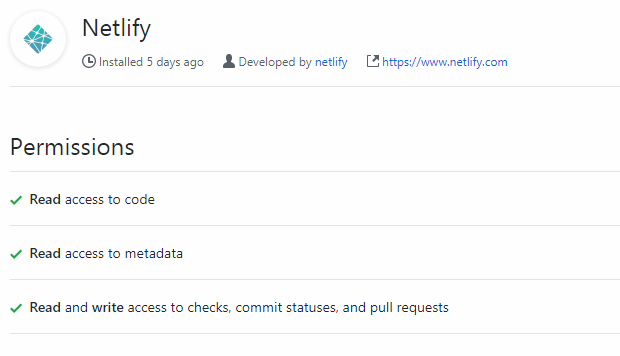 Netlify
Installed 5 days ago Developed by netlify https://www.netlify.com
Permissions
Read access to code
Read access to metadata
Read and write access to checks, commit statuses, and pull requests